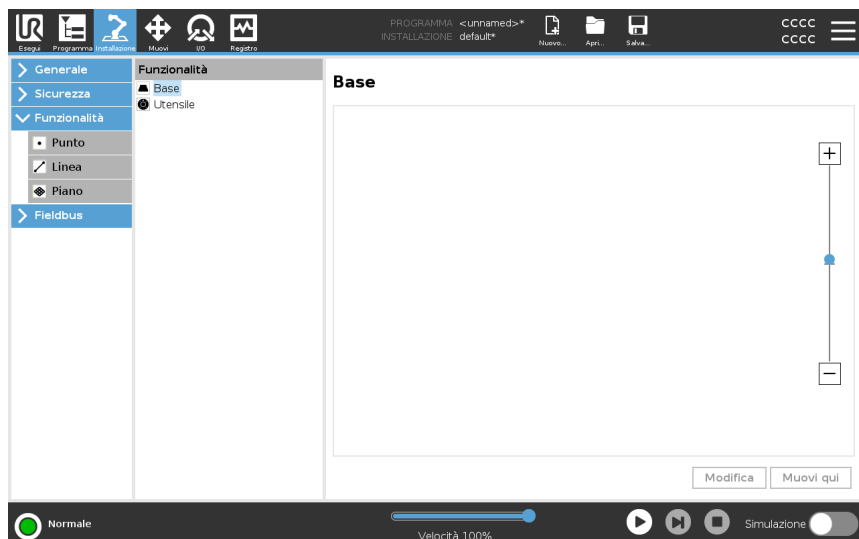 UR
PROGRAMMA <unnamed>*
INSTALLAZIONE default*
Esegui Programma Installazione Muovi I/O Registro
Nuovo... Apri... Salva...
CCCC
CCCC
Generale
Sicurezza
Funzionalità
Punto
Linea
Piano
Fieldbus
Funzionalità
Base
Utensile
Base
Modifica
Muovi qui
Normale
Velocità 100%
Simulazione